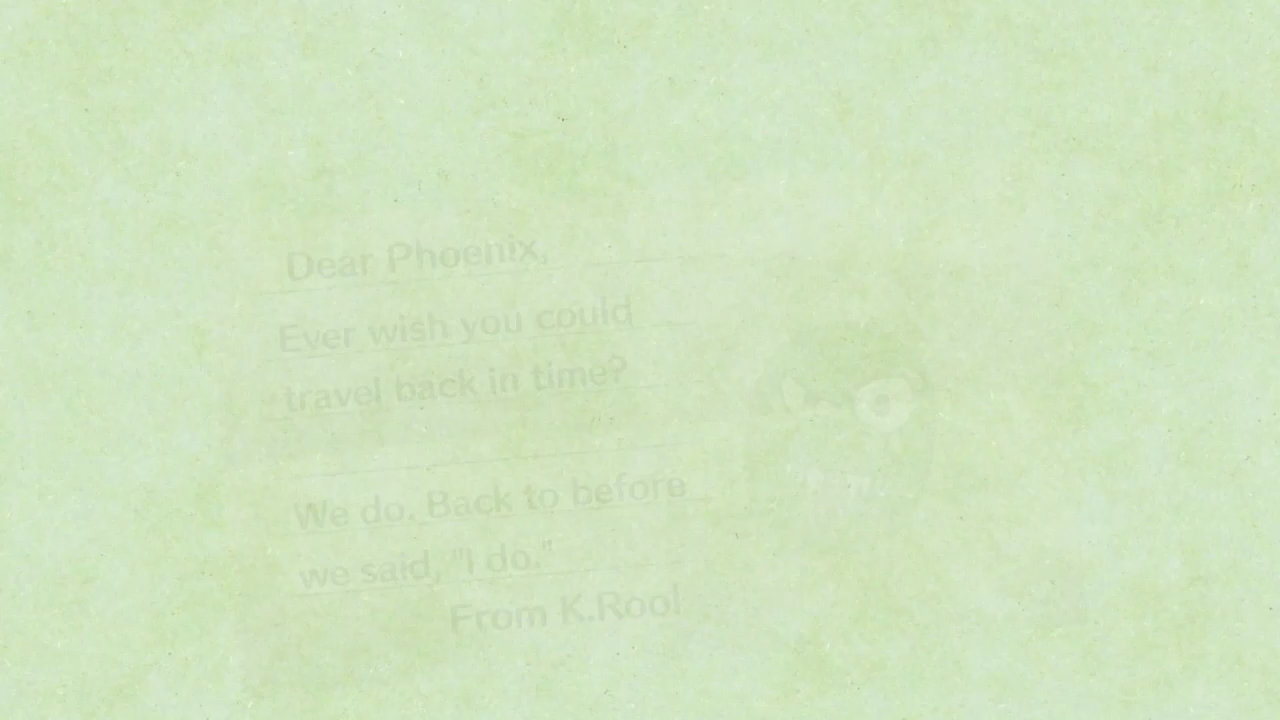 Dear Phoenix,
Ever wish you could
travel back in time?
We do. Back to before
we said, "I do."
From K.Rool